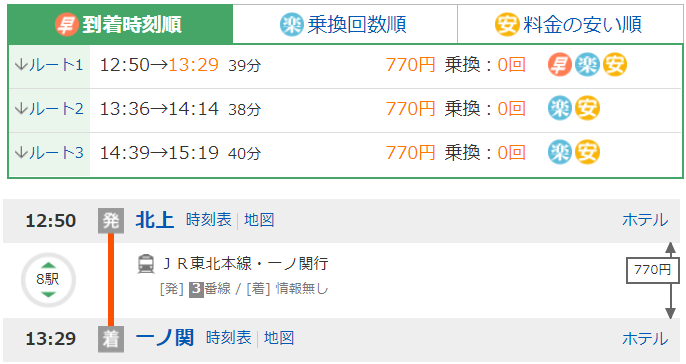 早 到着時刻順 楽 乗換回数順 安 料金の安い順
↓ルート1 12:50→13:29 39分 770円 乗換：0回 早 楽 安
↓ルート2 13:36→14:14 38分 770円 乗換：0回 楽 安
↓ルート3 14:39→15:19 40分 770円 乗換：0回 楽 安
12:50 発 北上 時刻表 地図 ホテル
ＪＲ東北本線・一ノ関行
8駅 770円
[発] 3番線 / [着] 情報無し
13:29 着 一ノ関 時刻表 地図 ホテル